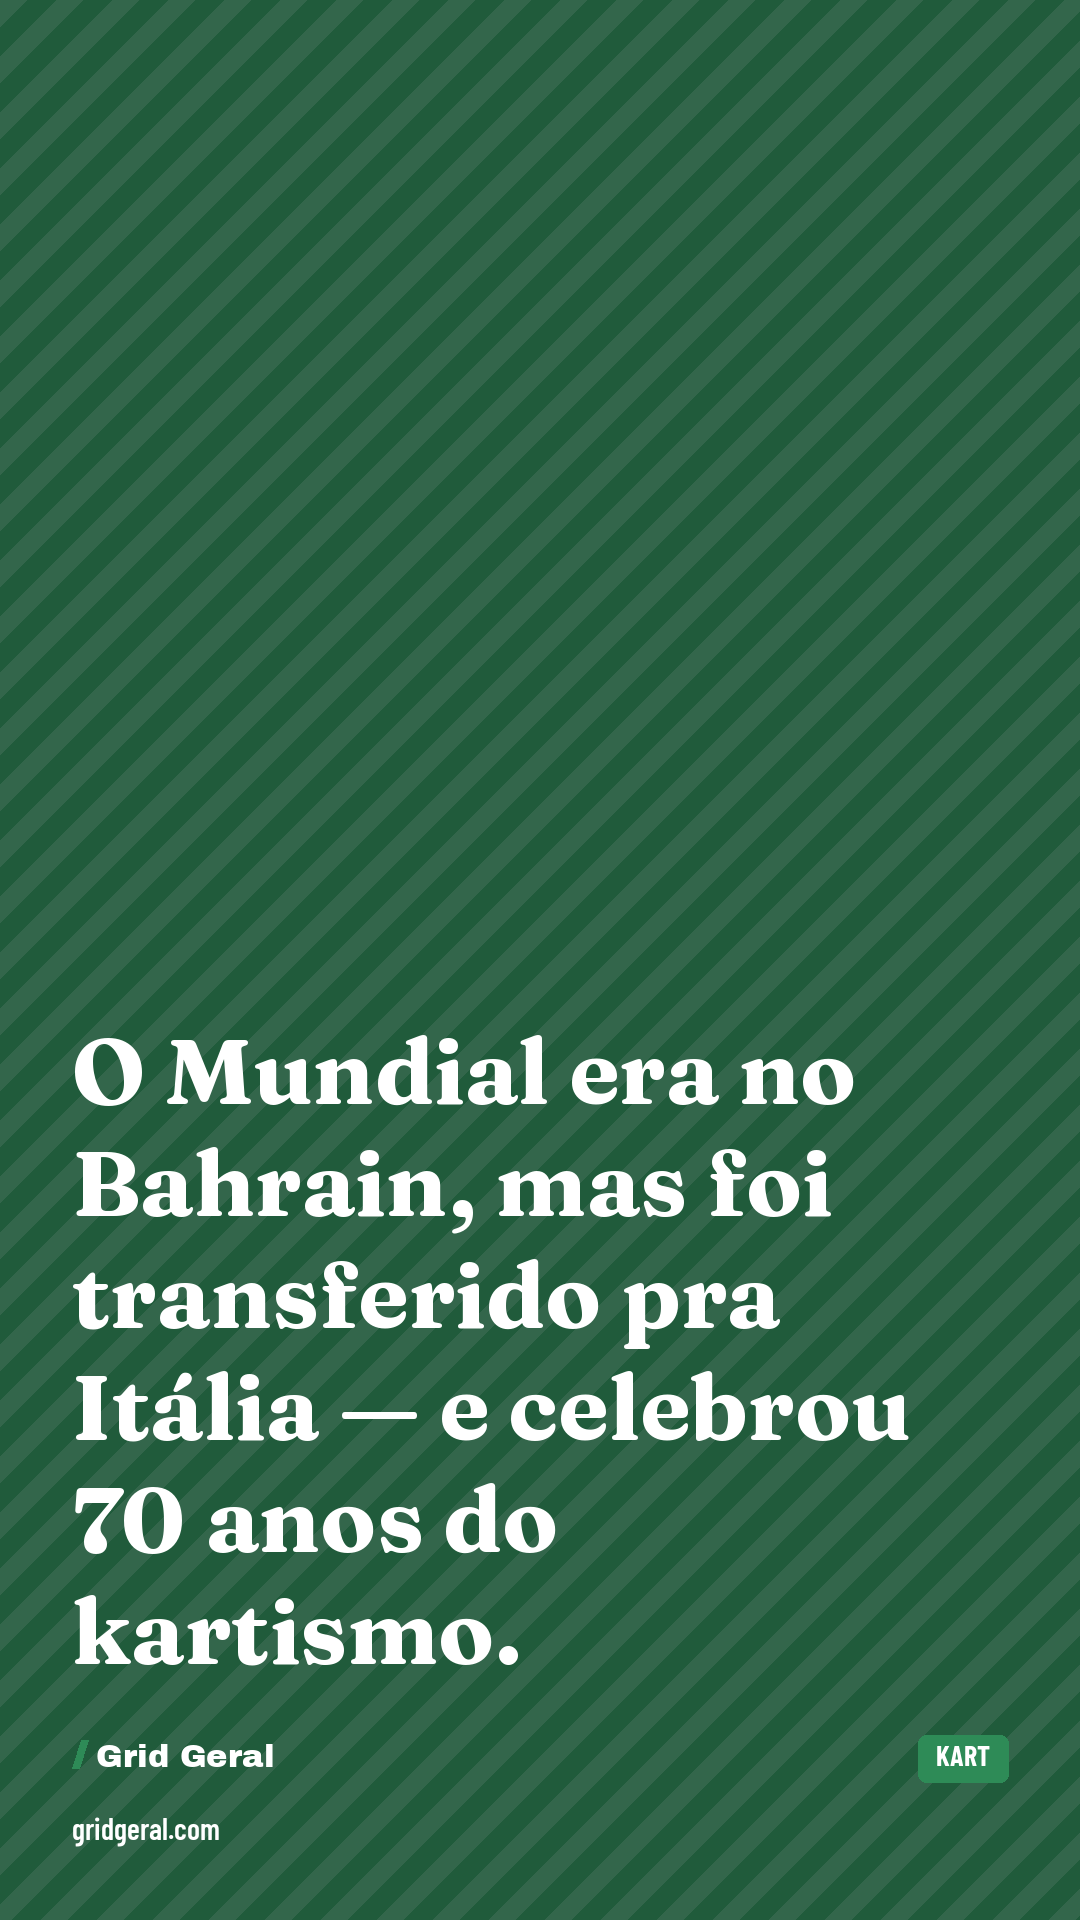 O Mundial era no
Bahrain, mas foi
transferido pra
Itália — e celebrou
70 anos do
kartismo.
/ Grid Geral
KART
gridgeral.com